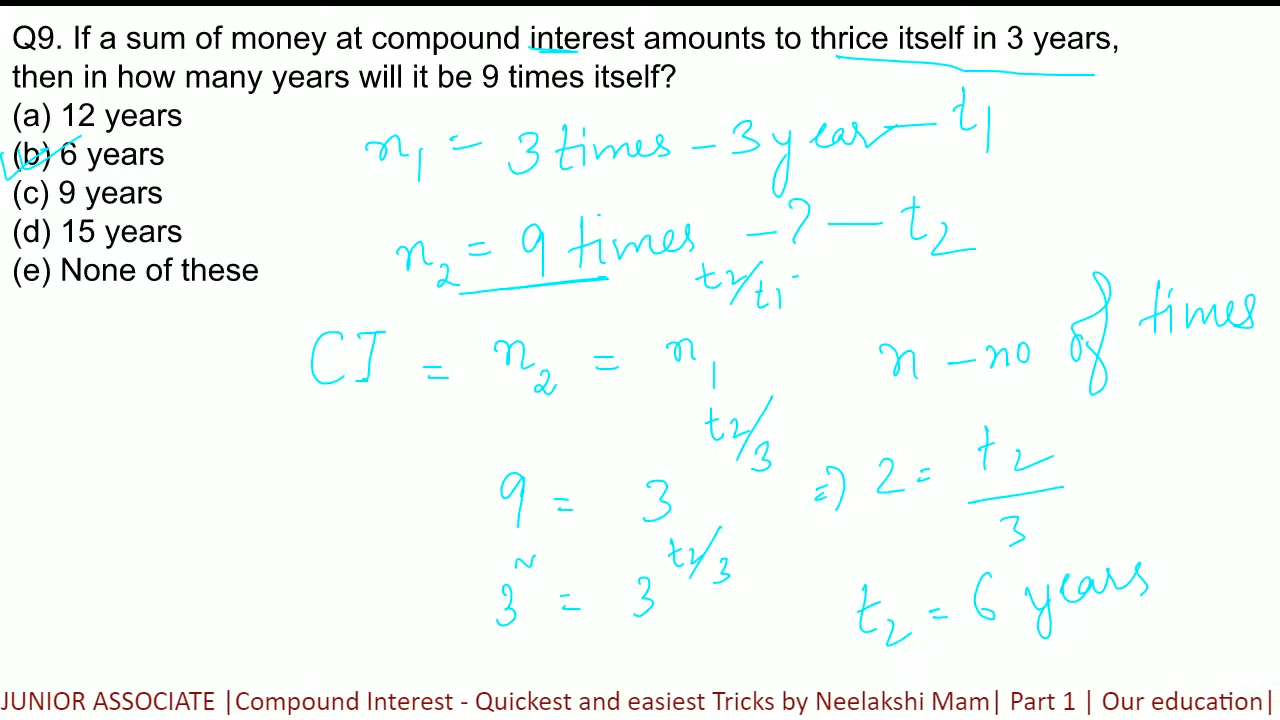 Q9. If a sum of money at compound interest amounts to thrice itself in 3 years,
then in how many years will it be 9 times itself?
(a) 12 years
(b) 6 years
(c) 9 years
(d) 15 years
(e) None of these
n1 = 3 times - 3 year - t1
n2 = 9 times - ? - t2
CI = n2 = n1 t2/t1
n - no of times
9 = 3 t2/3 => 2 = t2/3
3^2 = 3 t2/3
t2 = 6 years
JUNIOR ASSOCIATE |Compound Interest - Quickest and easiest Tricks by Neelakshi Mam| Part 1 | Our education|